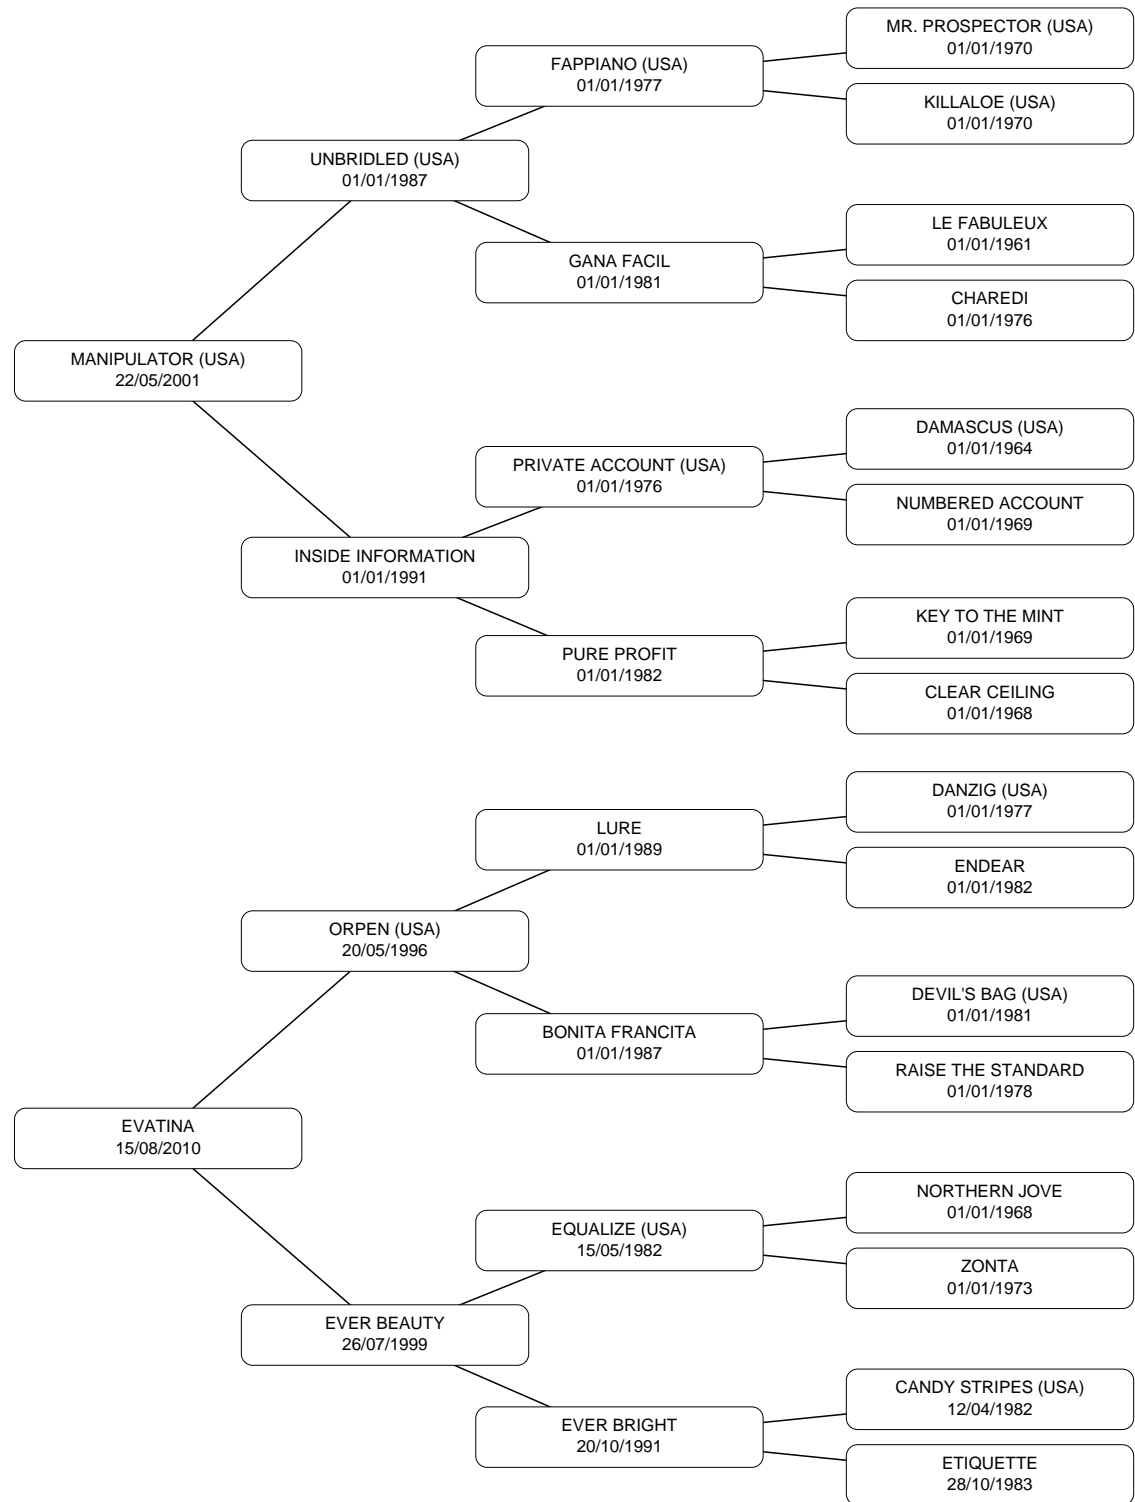 MR. PROSPECTOR (USA)
01/01/1970
FAPPIANO (USA)
01/01/1977
KILLALOE (USA)
01/01/1970
UNBRIDLED (USA)
01/01/1987
LE FABULEUX
01/01/1961
GANA FACIL
01/01/1981
CHAREDI
01/01/1976
MANIPULATOR (USA)
22/05/2001
DAMASCUS (USA)
01/01/1964
PRIVATE ACCOUNT (USA)
01/01/1976
NUMBERED ACCOUNT
01/01/1969
INSIDE INFORMATION
01/01/1991
KEY TO THE MINT
01/01/1969
PURE PROFIT
01/01/1982
CLEAR CEILING
01/01/1968
DANZIG (USA)
01/01/1977
LURE
01/01/1989
ENDEAR
01/01/1982
ORPEN (USA)
20/05/1996
DEVIL'S BAG (USA)
01/01/1981
BONITA FRANCITA
01/01/1987
RAISE THE STANDARD
01/01/1978
EVATINA
15/08/2010
NORTHERN JOVE
01/01/1968
EQUALIZE (USA)
15/05/1982
ZONTA
01/01/1973
EVER BEAUTY
26/07/1999
CANDY STRIPES (USA)
12/04/1982
EVER BRIGHT
20/10/1991
ETIQUETTE
28/10/1983